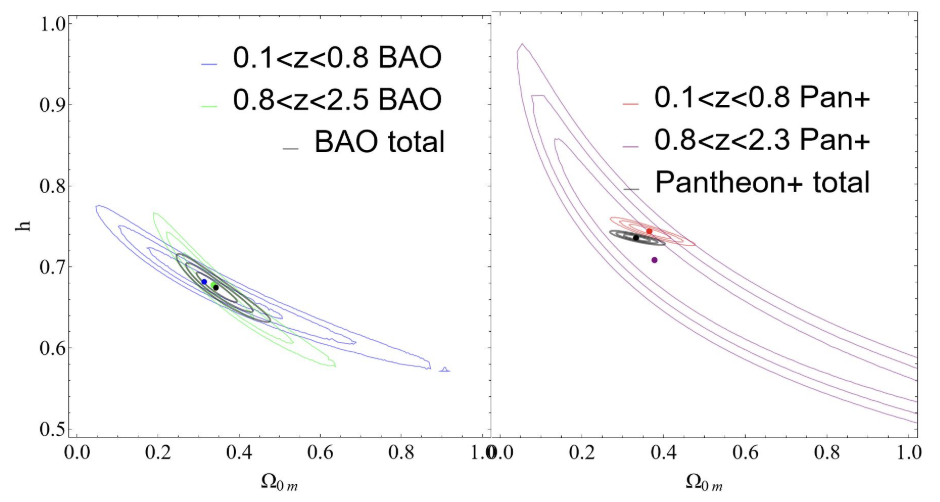 1.0
0.9
0.8
0.7
0.6
0.5
h
0.1<z<0.8 BAO
0.8<z<2.5 BAO
BAO total
0.0 0.2 0.4 0.6 0.8 1.0
Ω0 m
0.1<z<0.8 Pan+
0.8<z<2.3 Pan+
Pantheon+ total
0.0 0.2 0.4 0.6 0.8 1.0
Ω0 m